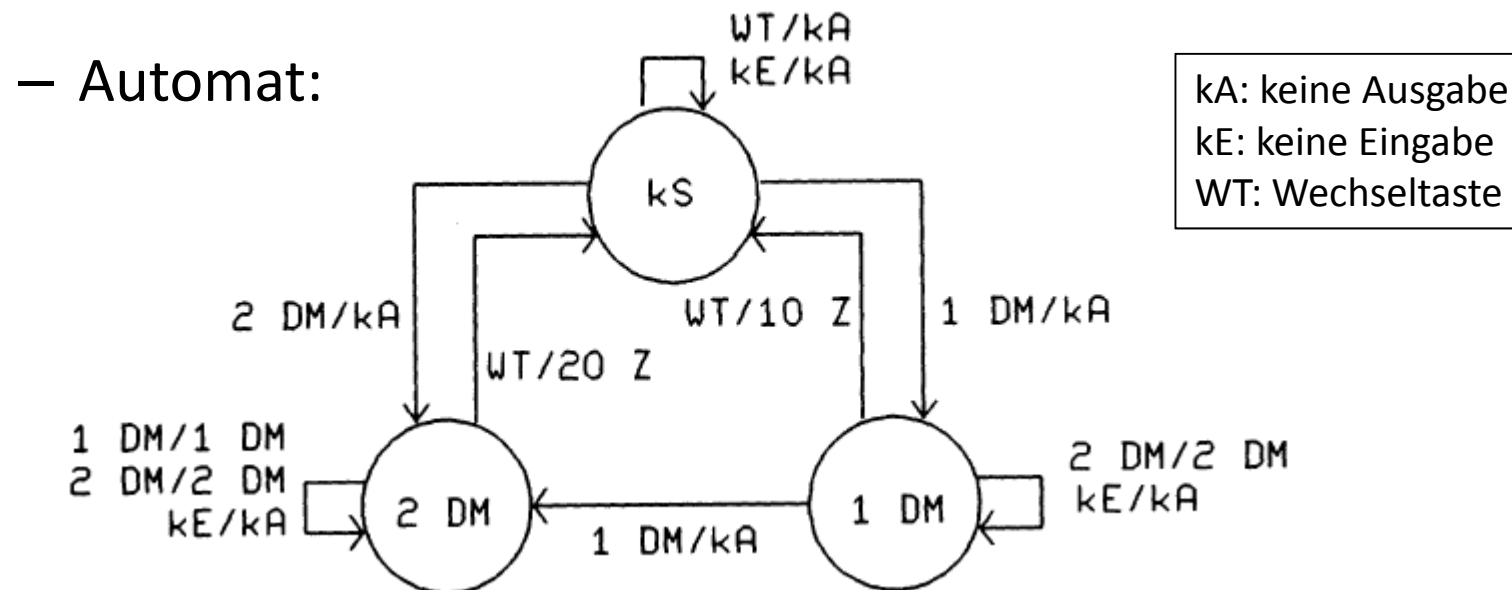 – Automat:
WT/kA
kE/kA
kA: keine Ausgabe
kE: keine Eingabe
WT: Wechseltaste
kS
2 DM/kA
WT/10 Z
1 DM/kA
WT/20 Z
1 DM/1 DM
2 DM/2 DM
kE/kA
2 DM
1 DM/kA
1 DM
2 DM/2 DM
kE/kA